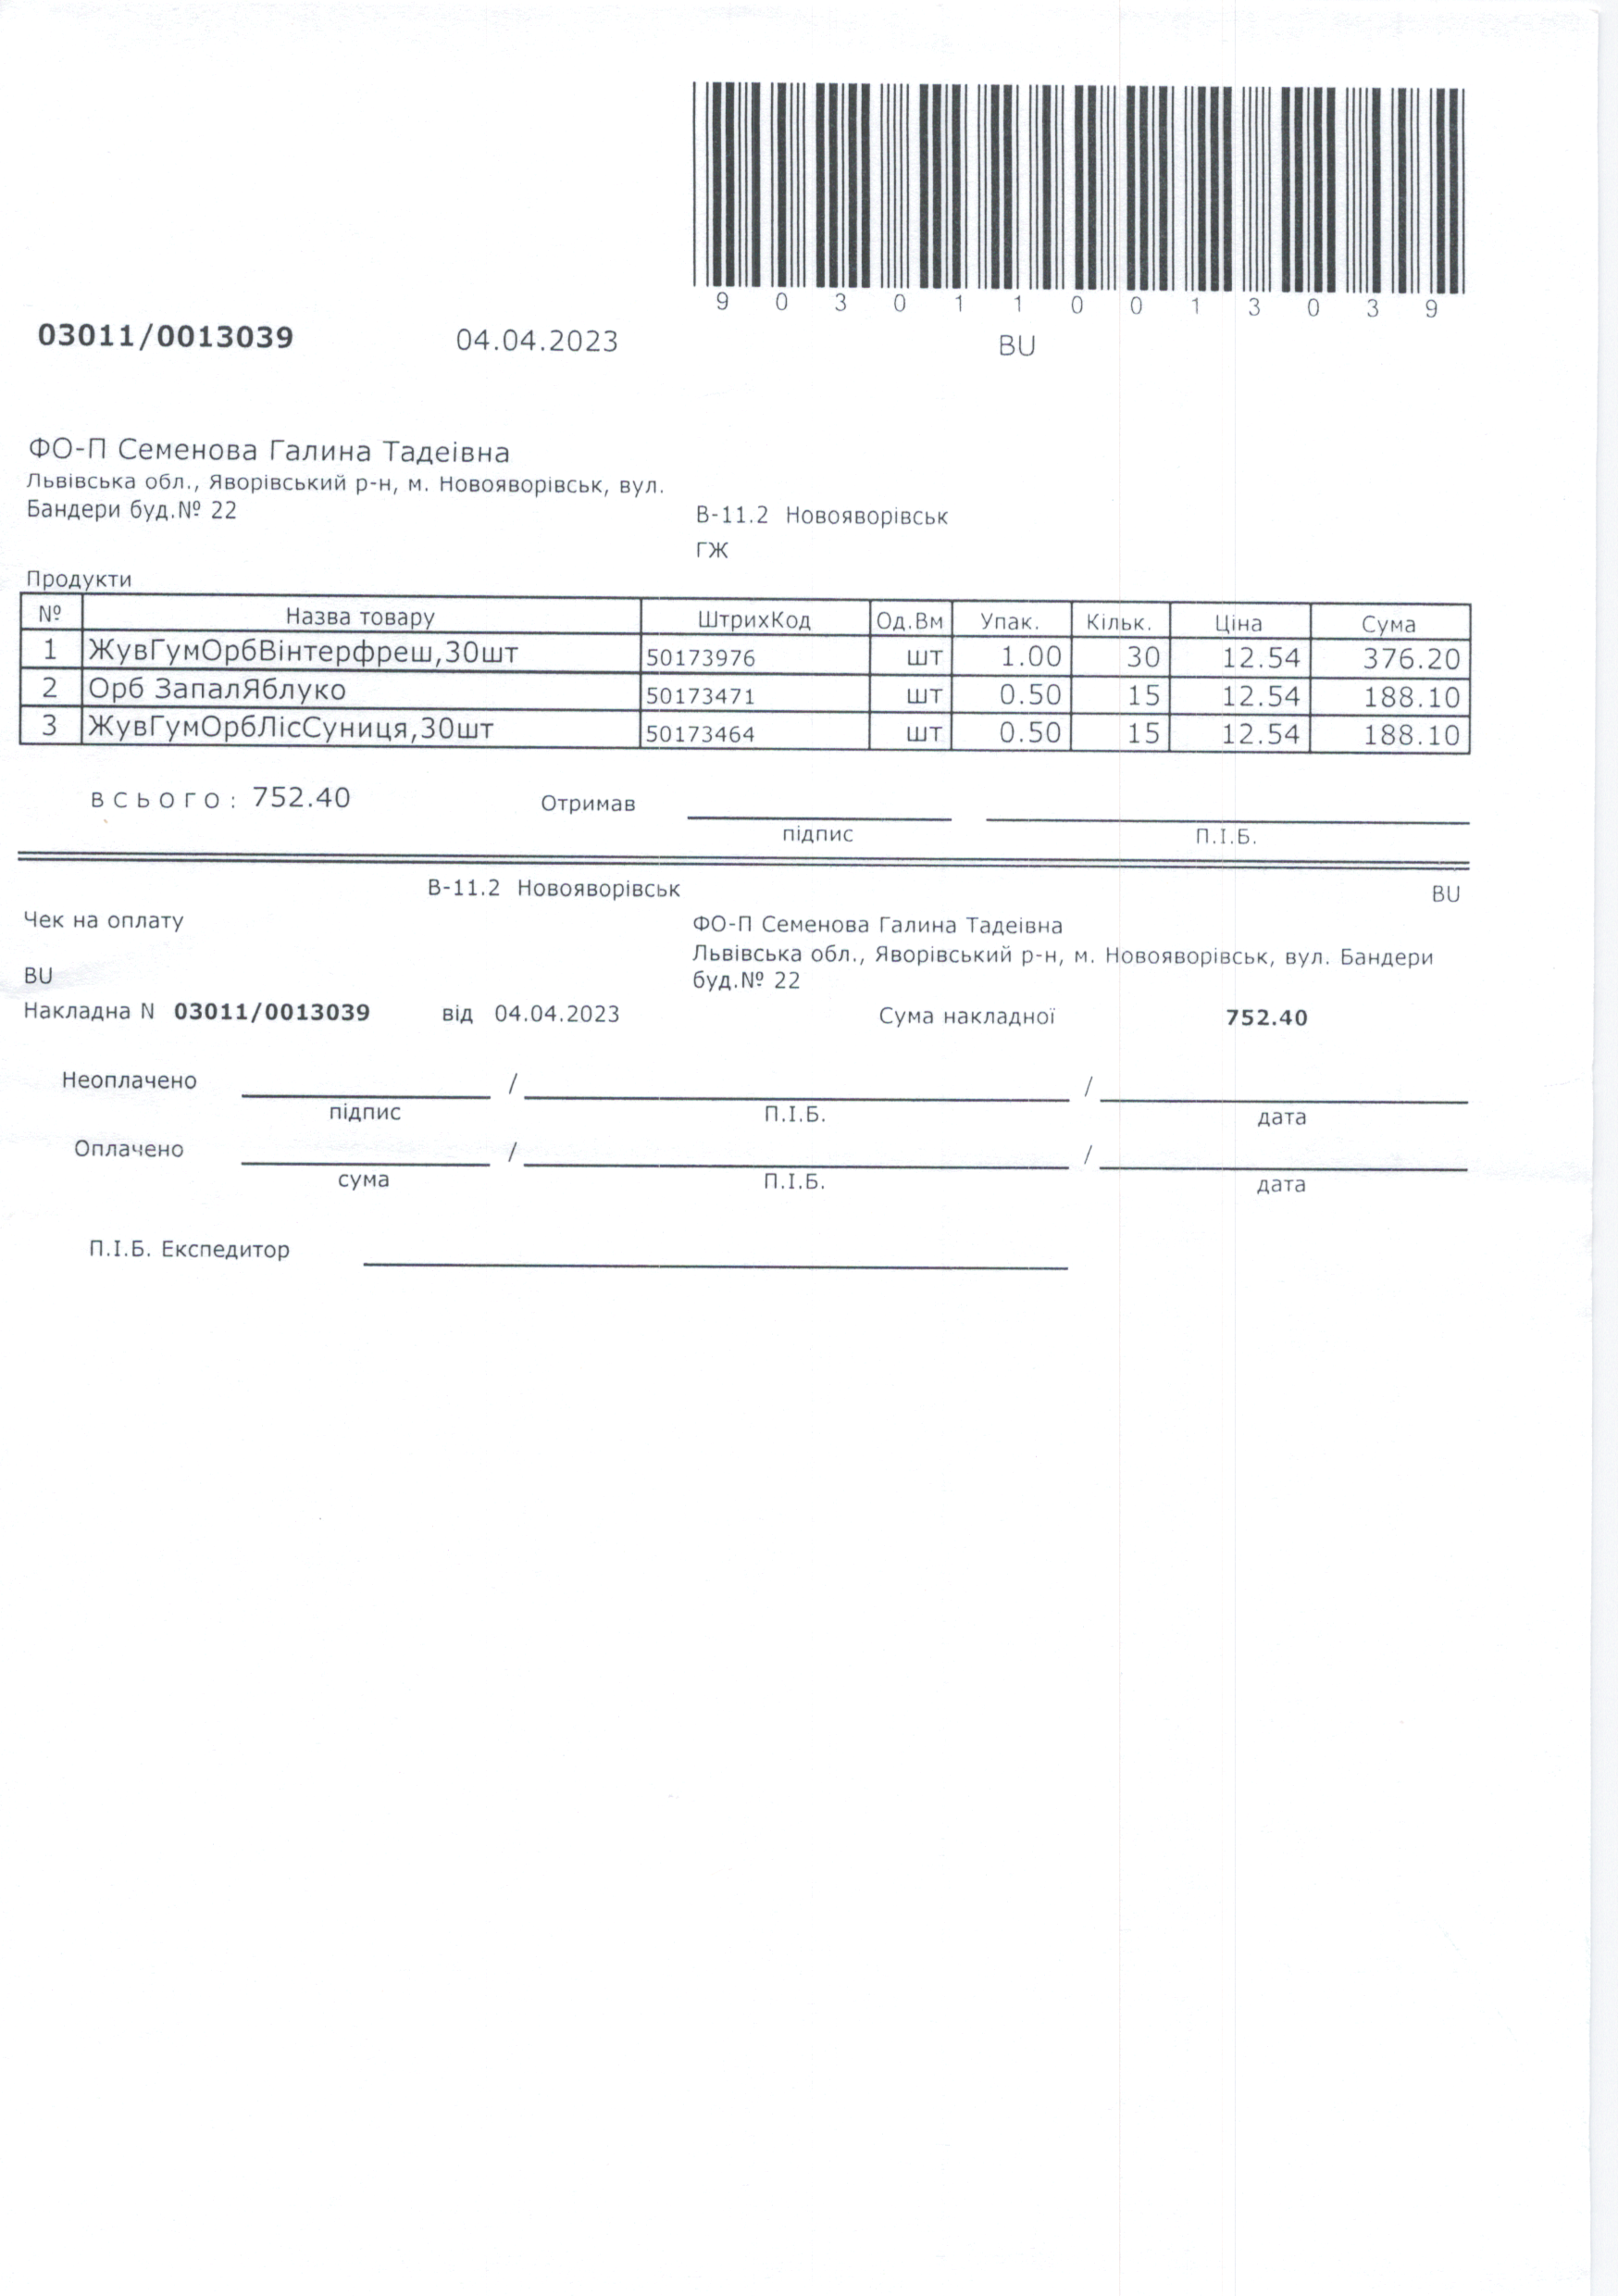 9 0 3 0 1 1 0 0 1 3 0 3 9
03011/0013039 04.04.2023 BU
ФО-П Семенова Галина Тадеівна
Львівська обл., Яворівський р-н, м. Новояворівськ, вул.
Бандери буд.№ 22
В-11.2 Новояворівськ
ГЖ
Продукти
№ Назва товару ШтрихКод Од.Вм Упак. Кільк. Ціна Сума
1 ЖувГумОрбВінтерфреш,30шт 50173976 шт 1.00 30 12.54 376.20
2 Орб ЗапалЯблуко 50173471 шт 0.50 15 12.54 188.10
3 ЖувГумОрбЛісСуниця,30шт 50173464 шт 0.50 15 12.54 188.10
всього: 752.40 Отримав
підпис П.І.Б.
В-11.2 Новояворівськ BU
Чек на оплату ФО-П Семенова Галина Тадеівна
Львівська обл., Яворівський р-н, м. Новояворівськ, вул. Бандери
BU буд.№ 22
Накладна N 03011/0013039 від 04.04.2023 Сума накладної 752.40
Неоплачено / /
підпис П.І.Б. дата
Оплачено / /
сума П.І.Б. дата
П.І.Б. Експедитор